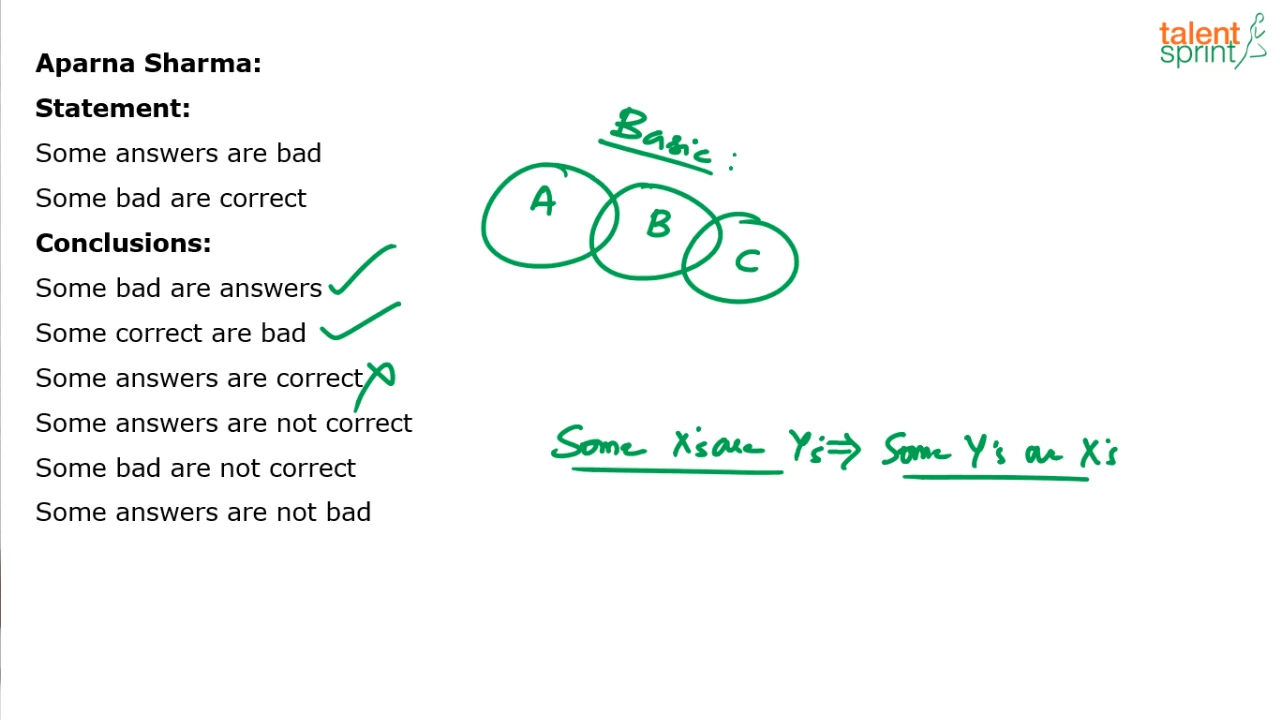 talent
sprint
Aparna Sharma:
Statement:
Some answers are bad
Some bad are correct
Conclusions:
Some bad are answers
Some correct are bad
Some answers are correct
Some answers are not correct
Some bad are not correct
Some answers are not bad
Basic :
A B C
Some X's are Y's ⇒ Some Y's are X's